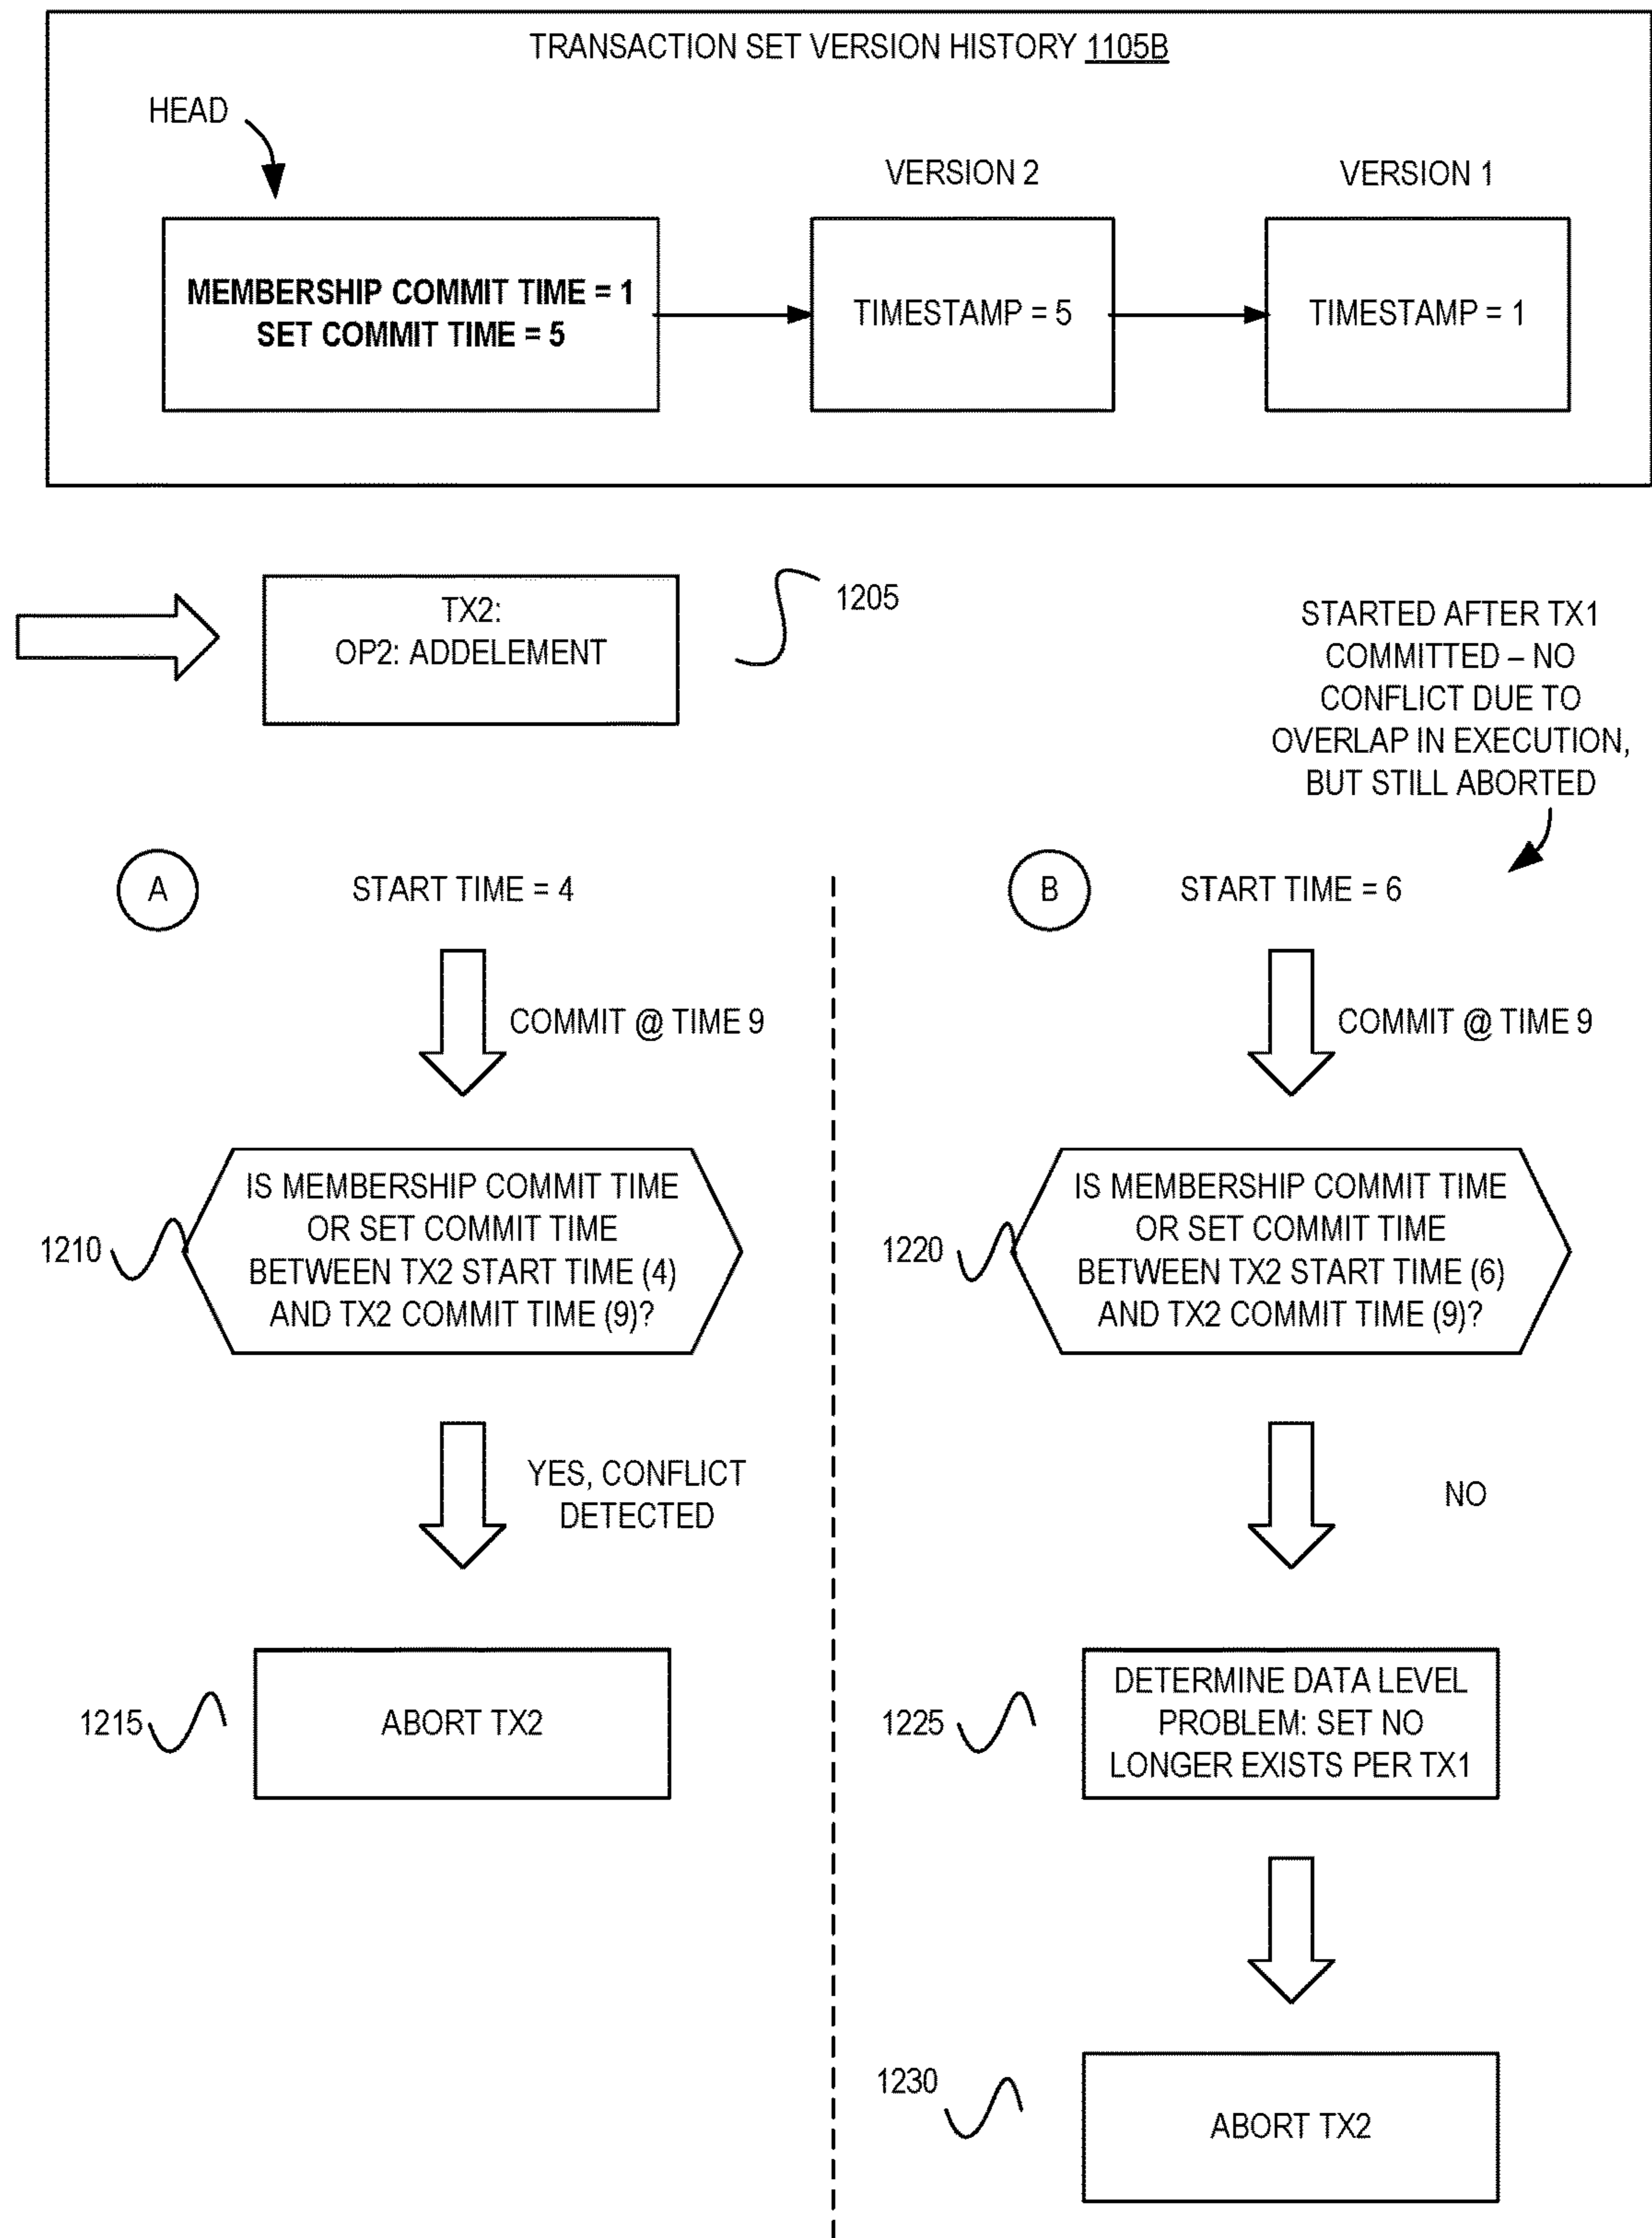 TRANSACTION SET VERSION HISTORY 1105B
HEAD
VERSION 2
VERSION 1
MEMBERSHIP COMMIT TIME = 1
SET COMMIT TIME = 5
TIMESTAMP = 5
TIMESTAMP = 1
TX2:
OP2: ADDELEMENT
1205
STARTED AFTER TX1
COMMITTED – NO
CONFLICT DUE TO
OVERLAP IN EXECUTION,
BUT STILL ABORTED
A
START TIME = 4
COMMIT @ TIME 9
1210
IS MEMBERSHIP COMMIT TIME
OR SET COMMIT TIME
BETWEEN TX2 START TIME (4)
AND TX2 COMMIT TIME (9)?
YES, CONFLICT
DETECTED
1215
ABORT TX2
B
START TIME = 6
COMMIT @ TIME 9
1220
IS MEMBERSHIP COMMIT TIME
OR SET COMMIT TIME
BETWEEN TX2 START TIME (6)
AND TX2 COMMIT TIME (9)?
NO
1225
DETERMINE DATA LEVEL
PROBLEM: SET NO
LONGER EXISTS PER TX1
1230
ABORT TX2